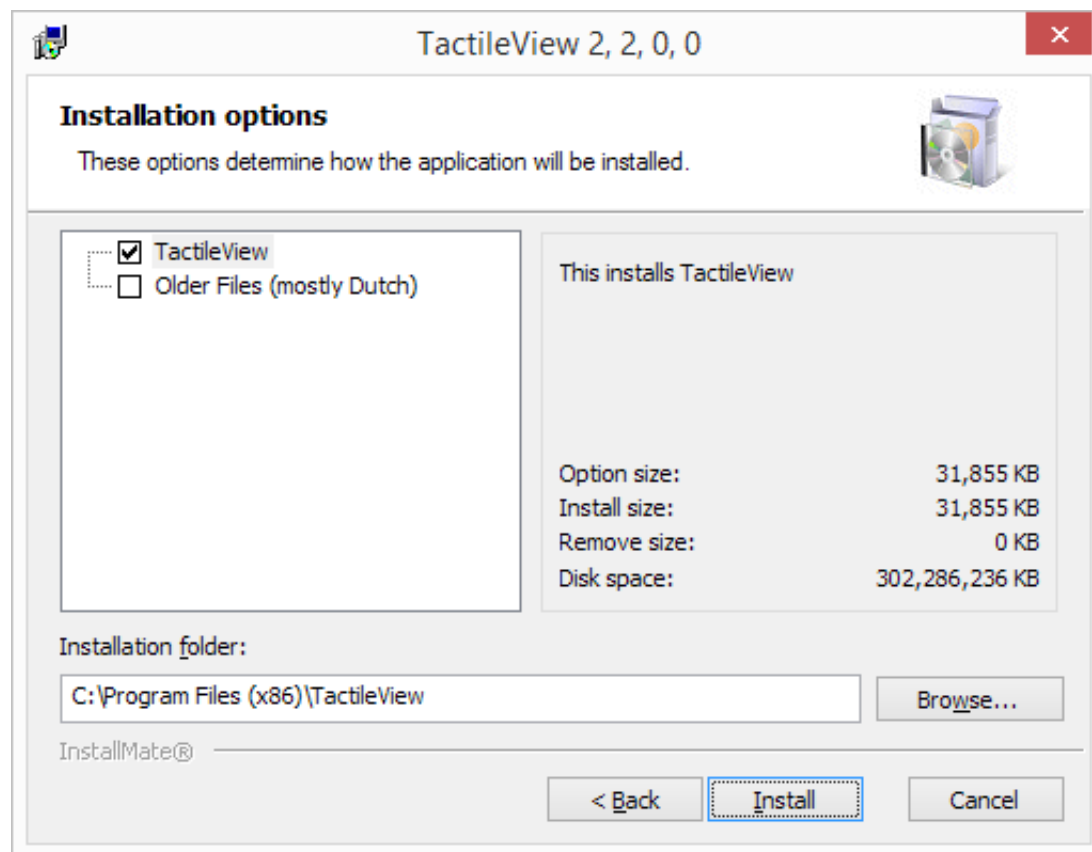 TactileView 2, 2, 0, 0
Installation options
These options determine how the application will be installed.
TactileView
Older Files (mostly Dutch)
This installs TactileView
Option size: 31,855 KB
Install size: 31,855 KB
Remove size: 0 KB
Disk space: 302,286,236 KB
Installation folder:
C:\Program Files (x86)\TactileView
Browse...
InstallMate®
< Back Install Cancel